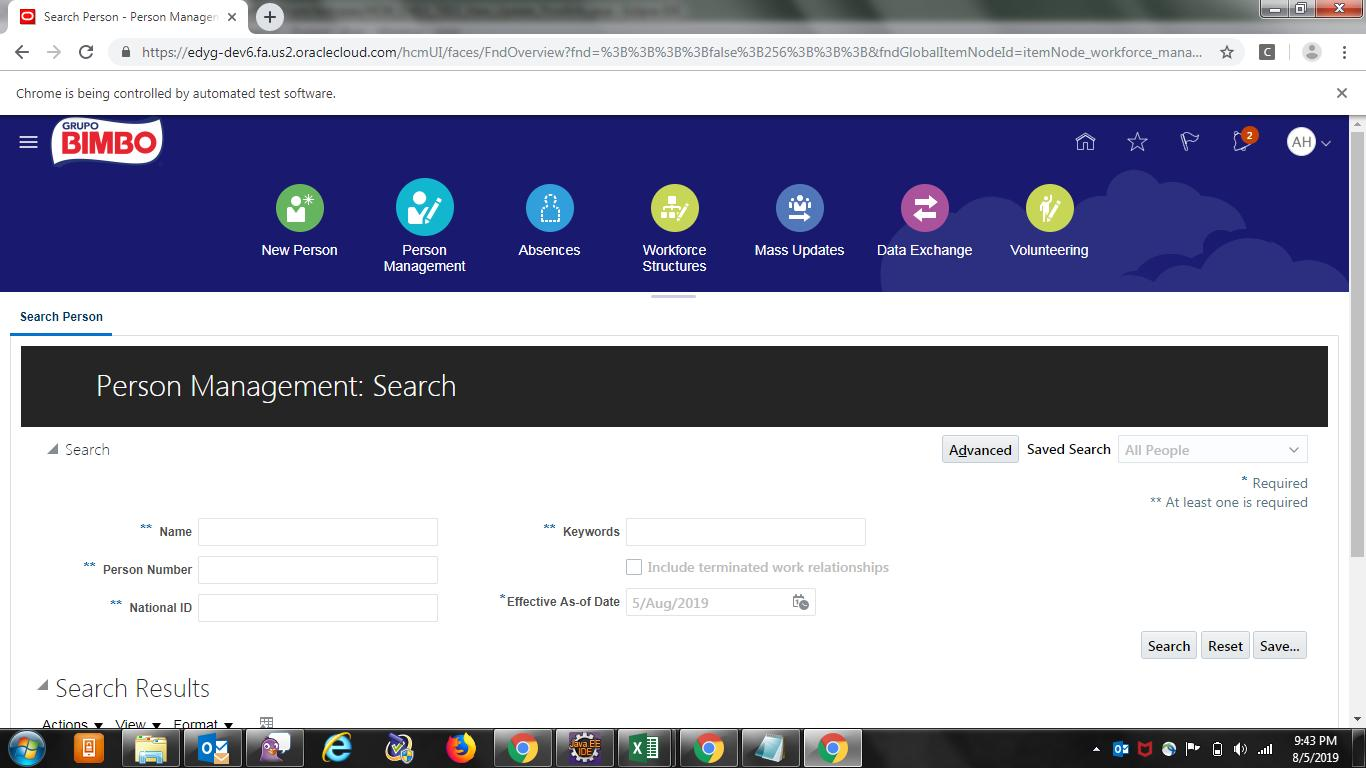 Search Person - Person Managen
https://edyg-dev6.fa.us2.oraclecloud.com/hcmUI/faces/FndOverview?fnd=%3B%3B%3B%3Bfalse%3B256%3B%3B%3B&fndGlobalItemNodeId=itemNode_workforce_mana...
C
Chrome is being controlled by automated test software.
GRUPO
BIMBO
2
AH
New Person
Person
Management
Absences
Workforce
Structures
Mass Updates
Data Exchange
Volunteering
Search Person
Person Management: Search
Search
Advanced
Saved Search
All People
* Required
** At least one is required
** Name
** Keywords
** Person Number
Include terminated work relationships
** National ID
*Effective As-of Date
5/Aug/2019
Search
Reset
Save...
Search Results
Actions
View
Format
Java EE
IDE
9:43 PM
8/5/2019